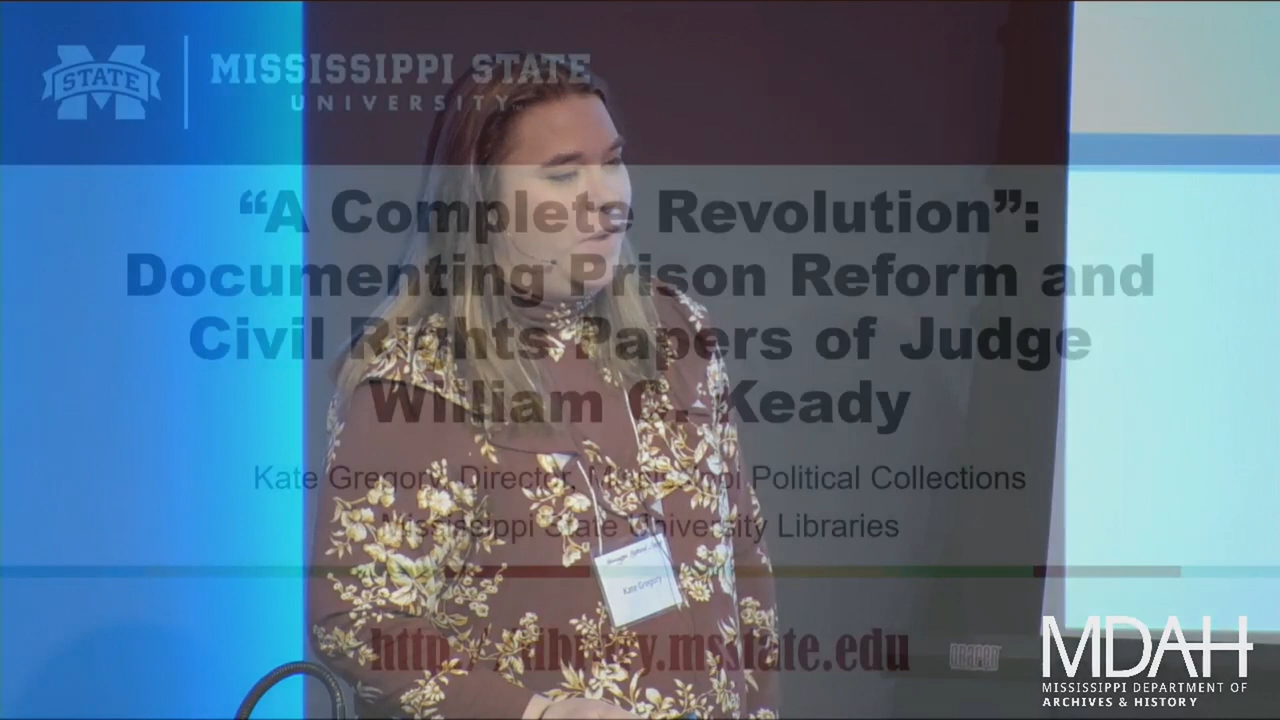 STATE
MISSISSIPPI STATE
UNIVERSITY
“A Complete Revolution”:
Documenting Prison Reform and
Civil Rights Papers of Judge
William C. Keady
Kate Gregory, Director, Mississippi Political Collections
Mississippi State University Libraries
Kate Gregory
http://library.msstate.edu
DRAPER
MDAH
MISSISSIPPI DEPARTMENT OF
ARCHIVES & HISTORY